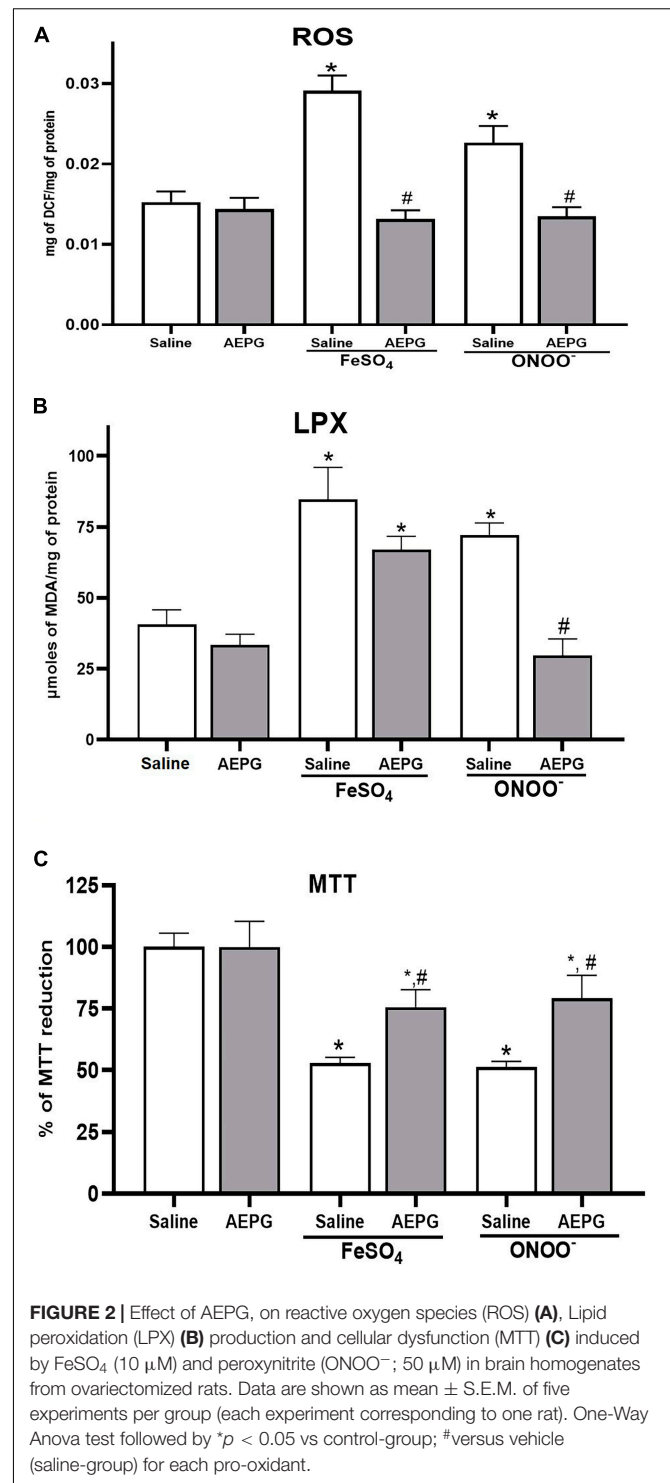 A
ROS
mg of DCF/mg of protein
0.03
0.02
0.01
0.00
*
*
#
#
Saline AEPG Saline AEPG Saline AEPG
FeSO₄ ONOO⁻
B
LPX
µmoles of MDA/mg of protein
100
75
50
25
0
*
*
*
#
Saline AEPG Saline AEPG Saline AEPG
FeSO₄ ONOO⁻
C
MTT
% of MTT reduction
125
100
75
50
25
0
*
*,#
*
*, #
Saline AEPG Saline AEPG Saline AEPG
FeSO₄ ONOO⁻
FIGURE 2 | Effect of AEPG, on reactive oxygen species (ROS) (A), Lipid
peroxidation (LPX) (B) production and cellular dysfunction (MTT) (C) induced
by FeSO₄ (10 µM) and peroxynitrite (ONOO−; 50 µM) in brain homogenates
from ovariectomized rats. Data are shown as mean ± S.E.M. of five
experiments per group (each experiment corresponding to one rat). One-Way
Anova test followed by *p < 0.05 vs control-group; #versus vehicle
(saline-group) for each pro-oxidant.